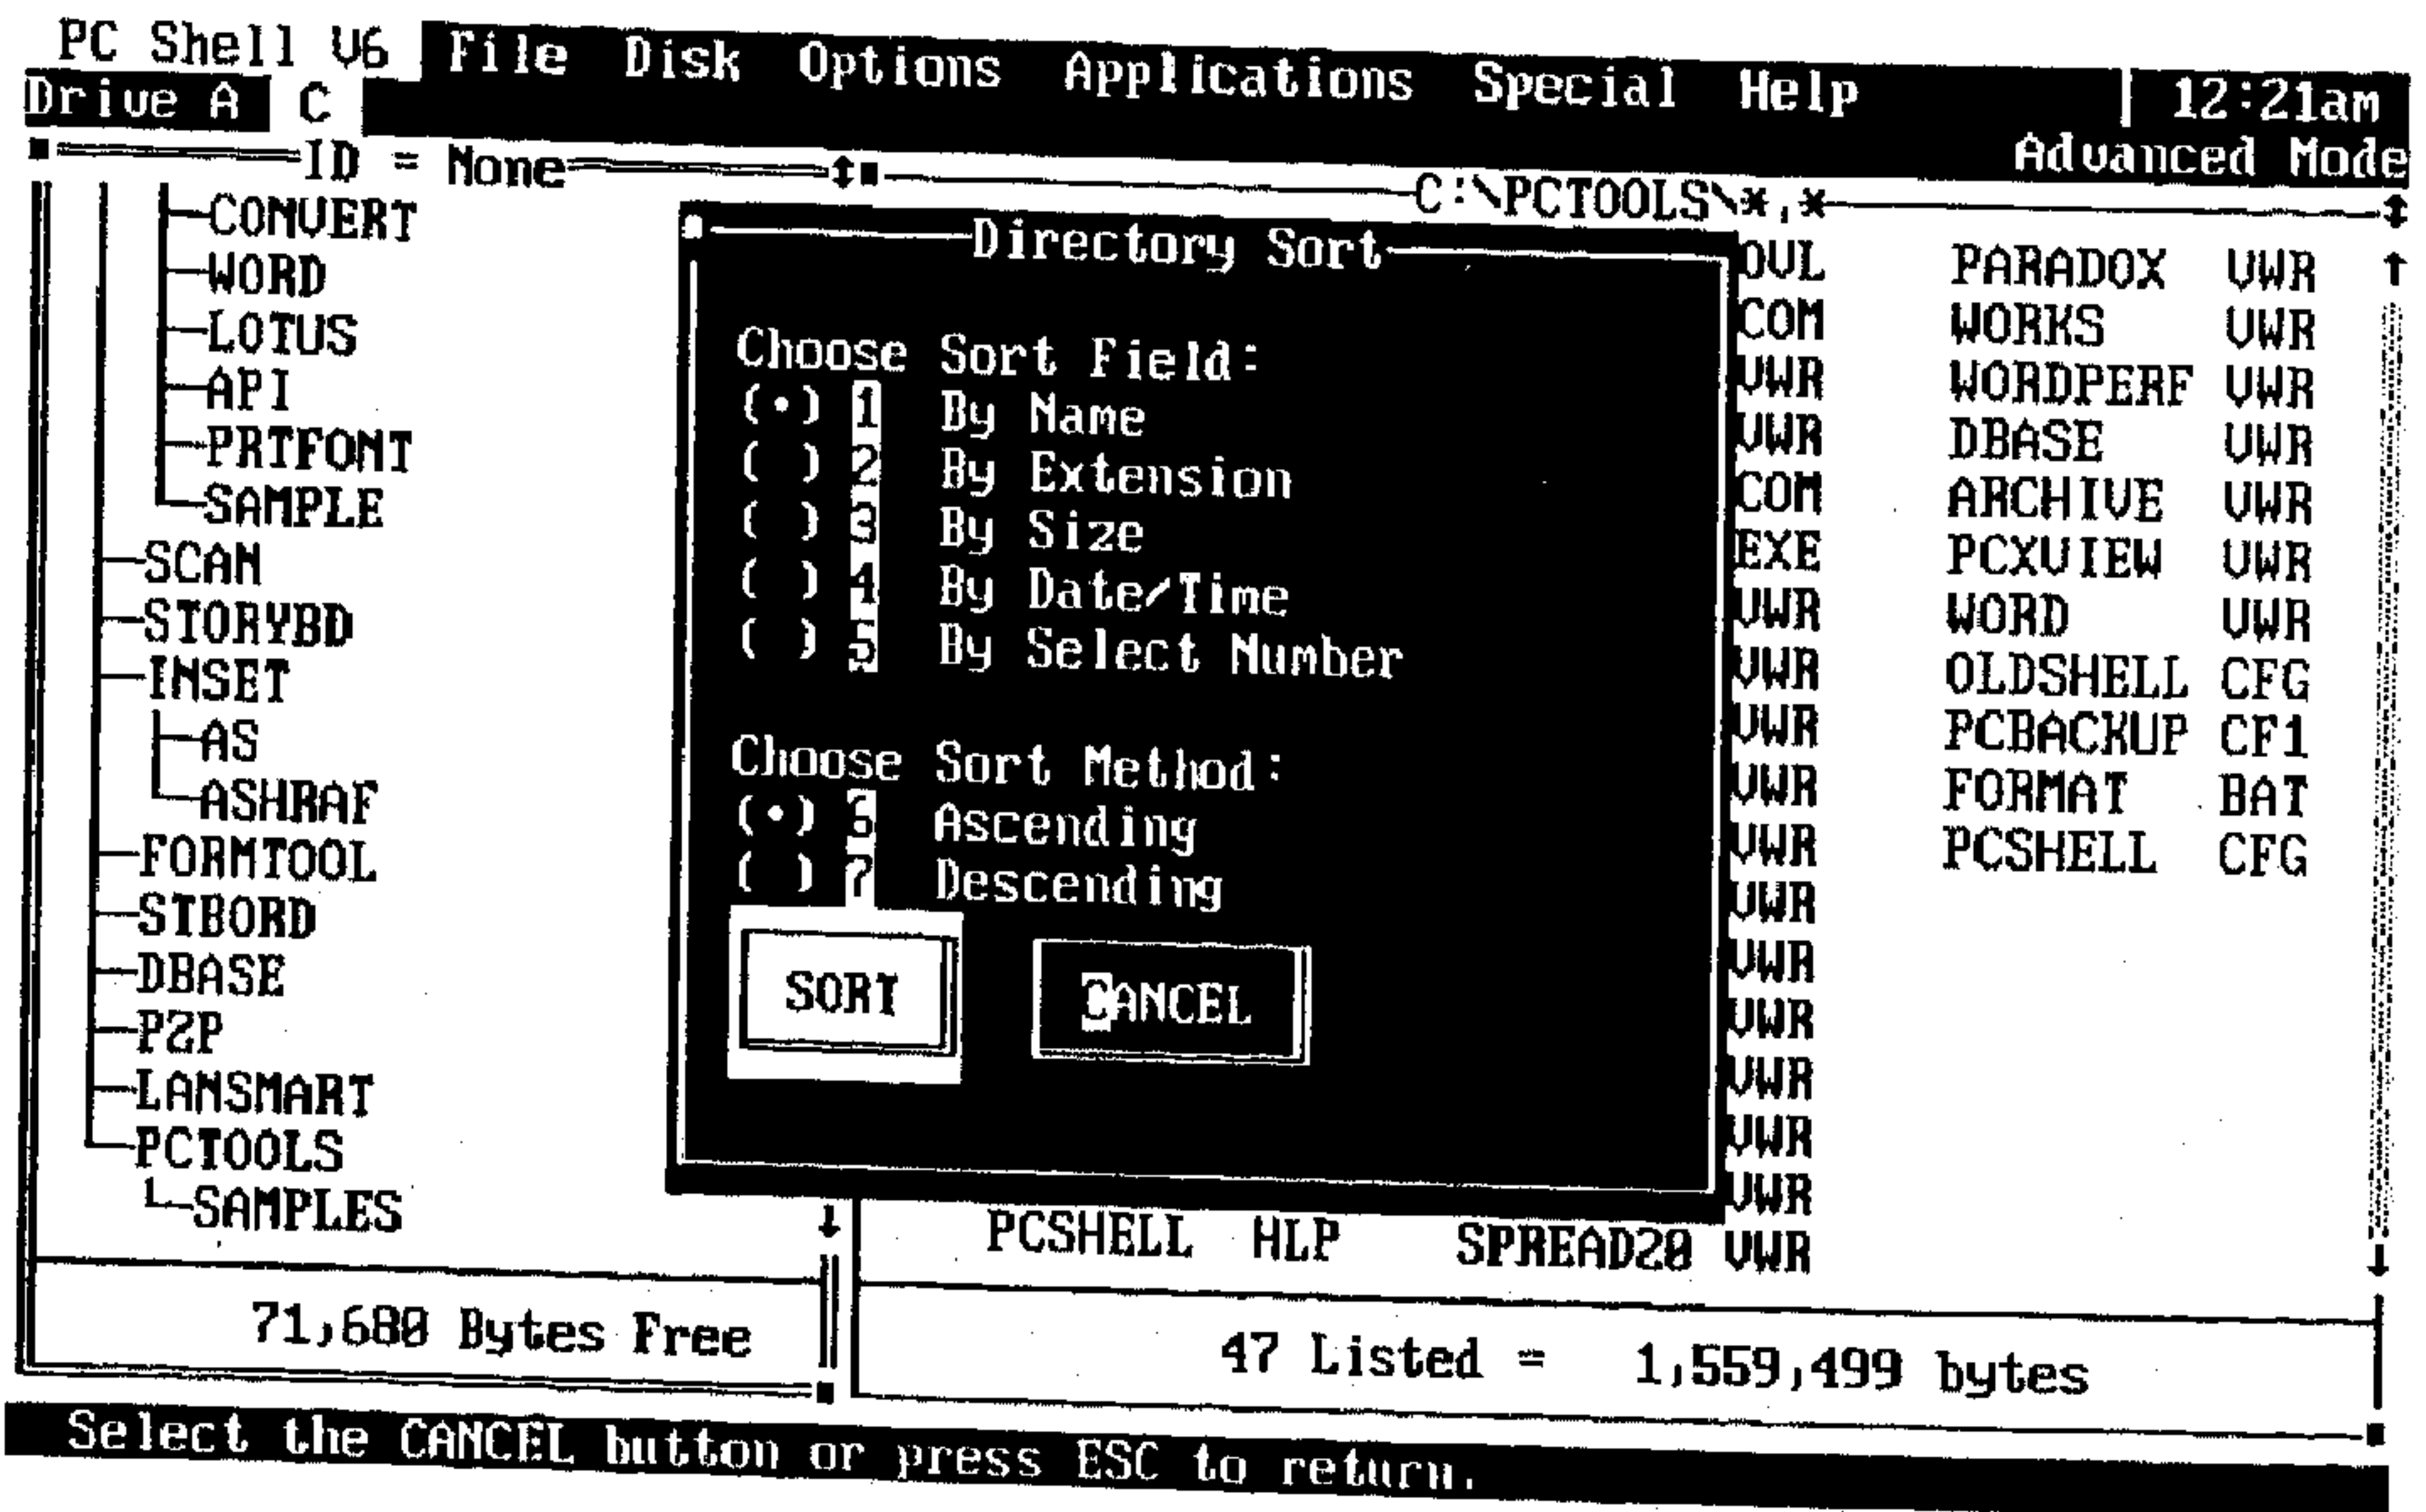 PC Shell V6 File Disk Options Applications Special Help 12:21am
Drive A C Advanced Mode
ID = None
C:\PCTOOLS\*.*
CONVERT
WORD
LOTUS
API
PRTFONT
SAMPLE
SCAN
STORYBD
INSET
AS
ASHRAF
FORMTOOL
STBORD
DBASE
P2P
LANSMART
PCTOOLS
SAMPLES
71,680 Bytes Free
Directory Sort
Choose Sort Field:
(•) 1 By Name
( ) 2 By Extension
( ) 3 By Size
( ) 4 By Date/Time
( ) 5 By Select Number
Choose Sort Method:
(•) 6 Ascending
( ) 7 Descending
SORT CANCEL
OVL PARADOX VWR
COM WORKS VWR
VWR WORDPERF VWR
VWR DBASE VWR
COM ARCHIVE VWR
EXE PCXVIEW VWR
VWR WORD VWR
VWR OLDSHELL CFG
VWR PCBACKUP CF1
VWR FORMAT BAT
VWR PCSHELL CFG
VWR
VWR
VWR
VWR
VWR
VWR
PCSHELL HLP SPREAD20 VWR
47 Listed = 1,559,499 bytes
Select the CANCEL button or press ESC to return.